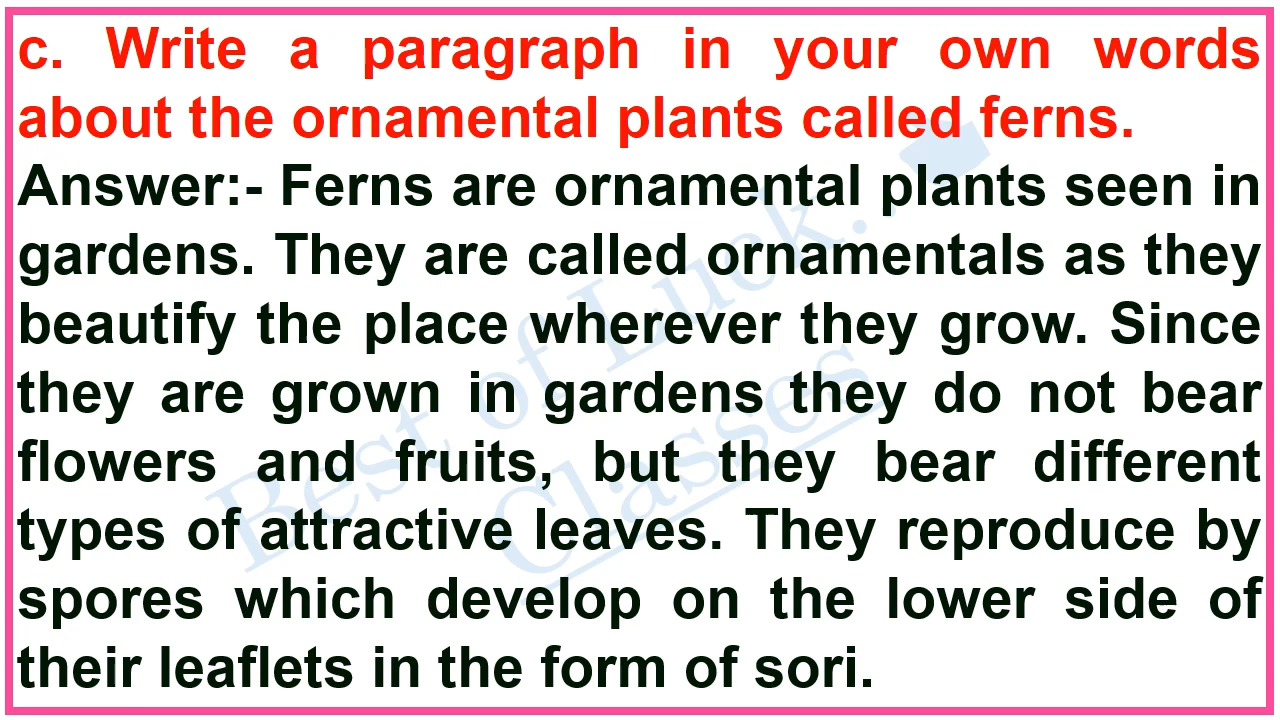 c. Write a paragraph in your own words
about the ornamental plants called ferns.
Answer:- Ferns are ornamental plants seen in
gardens. They are called ornamentals as they
beautify the place wherever they grow. Since
they are grown in gardens they do not bear
flowers and fruits, but they bear different
types of attractive leaves. They reproduce by
spores which develop on the lower side of
their leaflets in the form of sori.
Best of Luck.
Classes